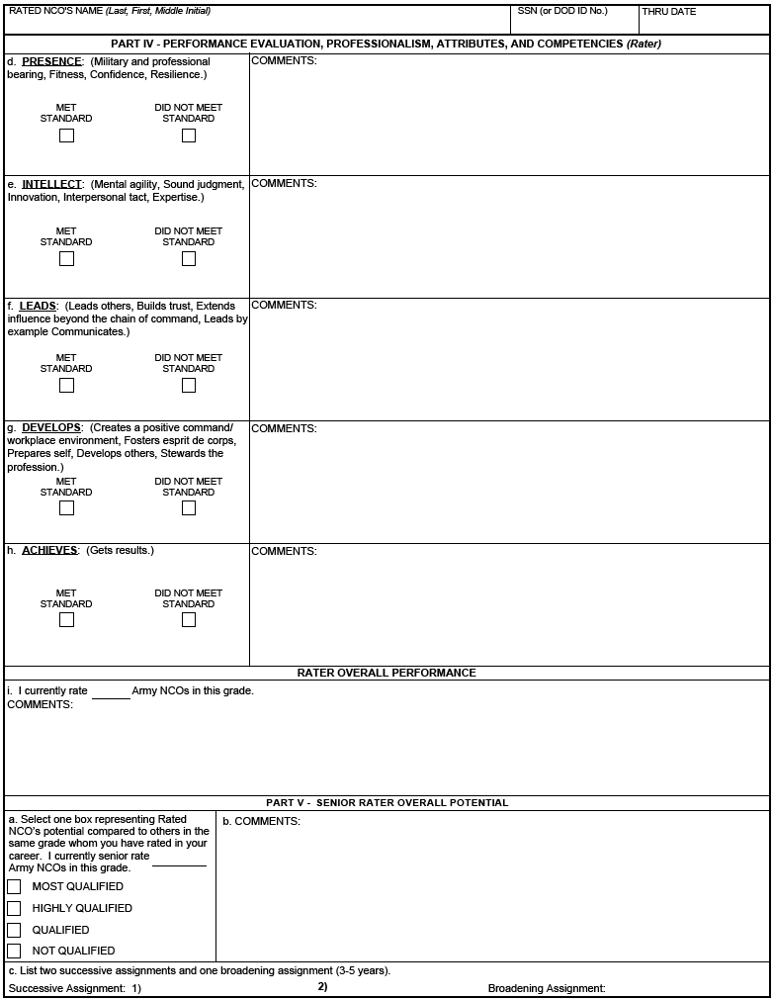 RATED NCO'S NAME (Last, First, Middle Initial)
SSN (or DOD ID No.)
THRU DATE
PART IV - PERFORMANCE EVALUATION, PROFESSIONALISM, ATTRIBUTES, AND COMPETENCIES (Rater)
d. PRESENCE: (Military and professional
bearing, Fitness, Confidence, Resilience.)
MET
STANDARD
DID NOT MEET
STANDARD
COMMENTS:
e. INTELLECT: (Mental agility, Sound judgment,
Innovation, Interpersonal tact, Expertise.)
MET
STANDARD
DID NOT MEET
STANDARD
COMMENTS:
f. LEADS: (Leads others, Builds trust, Extends
influence beyond the chain of command, Leads by
example Communicates.)
MET
STANDARD
DID NOT MEET
STANDARD
COMMENTS:
g. DEVELOPS: (Creates a positive command/
workplace environment, Fosters esprit de corps,
Prepares self, Develops others, Stewards the
profession.)
MET
STANDARD
DID NOT MEET
STANDARD
COMMENTS:
h. ACHIEVES: (Gets results.)
MET
STANDARD
DID NOT MEET
STANDARD
COMMENTS:
RATER OVERALL PERFORMANCE
i. I currently rate ______ Army NCOs in this grade.
COMMENTS:
PART V - SENIOR RATER OVERALL POTENTIAL
a. Select one box representing Rated
NCO's potential compared to others in the
same grade whom you have rated in your
career. I currently senior rate ______
Army NCOs in this grade.
MOST QUALIFIED
HIGHLY QUALIFIED
QUALIFIED
NOT QUALIFIED
b. COMMENTS:
c. List two successive assignments and one broadening assignment (3-5 years).
Successive Assignment: 1) 2) Broadening Assignment: